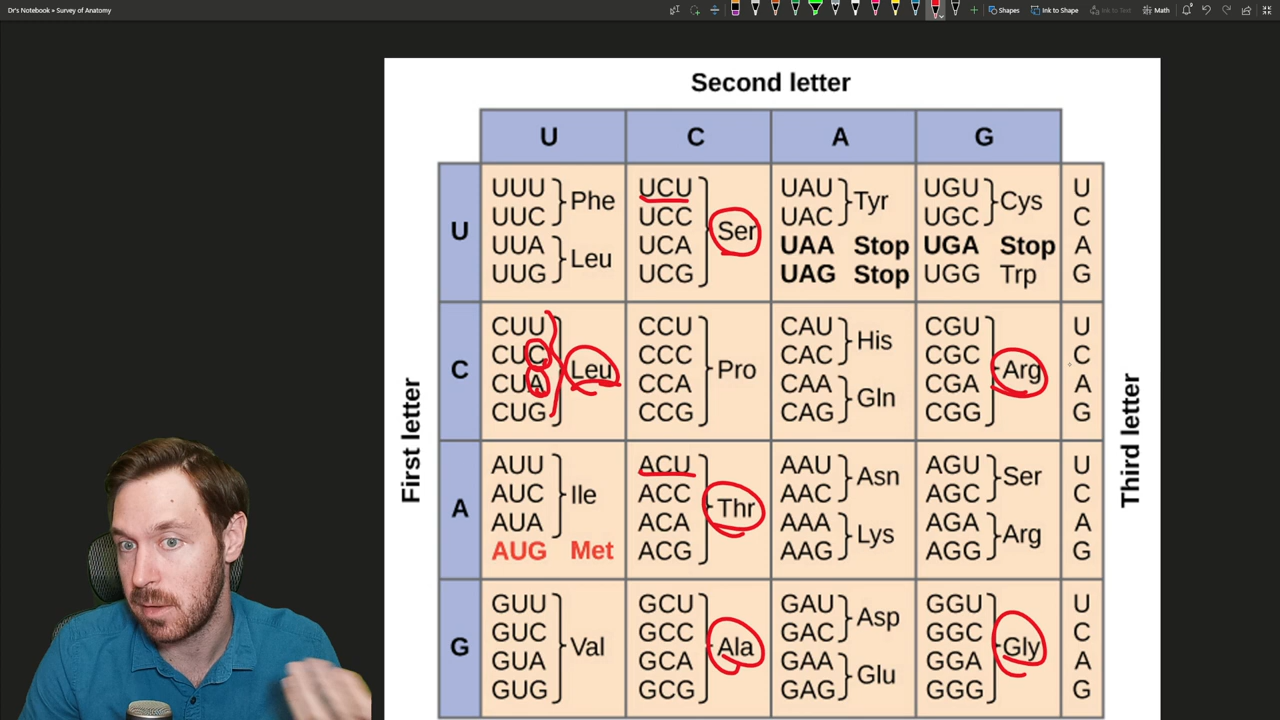 Dr's Notebook » Survey of Anatomy
Shapes Ink to Shape Ink to Text Math
Second letter
U C A G
First letter
Third letter
U
UUU
UUC
Phe
UUA
UUG
Leu
UCU
UCC
UCA
UCG
Ser
UAU
UAC
Tyr
UAA Stop
UAG Stop
UGU
UGC
Cys
UGA Stop
UGG Trp
U
C
A
G
C
CUU
CUC
CUA
CUG
Leu
CCU
CCC
CCA
CCG
Pro
CAU
CAC
His
CAA
CAG
Gln
CGU
CGC
CGA
CGG
Arg
U
C
A
G
A
AUU
AUC
AUA
Ile
AUG Met
ACU
ACC
ACA
ACG
Thr
AAU
AAC
Asn
AAA
AAG
Lys
AGU
AGC
Ser
AGA
AGG
Arg
U
C
A
G
G
GUU
GUC
GUA
GUG
Val
GCU
GCC
GCA
GCG
Ala
GAU
GAC
Asp
GAA
GAG
Glu
GGU
GGC
GGA
GGG
Gly
U
C
A
G